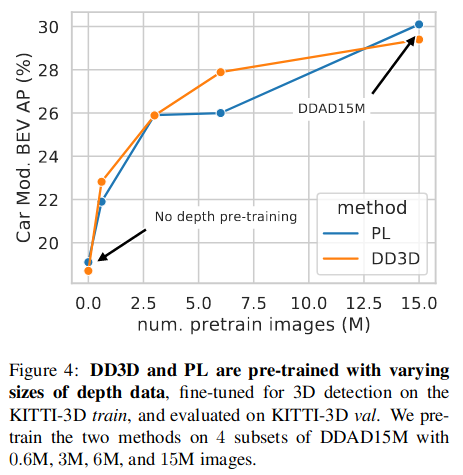 30
28
26
24
22
20
Car Mod. BEV AP (%)
DDAD15M
No depth pre-training
method
PL
DD3D
0.0 2.5 5.0 7.5 10.0 12.5 15.0
num. pretrain images (M)
Figure 4: DD3D and PL are pre-trained with varying
sizes of depth data, fine-tuned for 3D detection on the
KITTI-3D train, and evaluated on KITTI-3D val. We pre-
train the two methods on 4 subsets of DDAD15M with
0.6M, 3M, 6M, and 15M images.